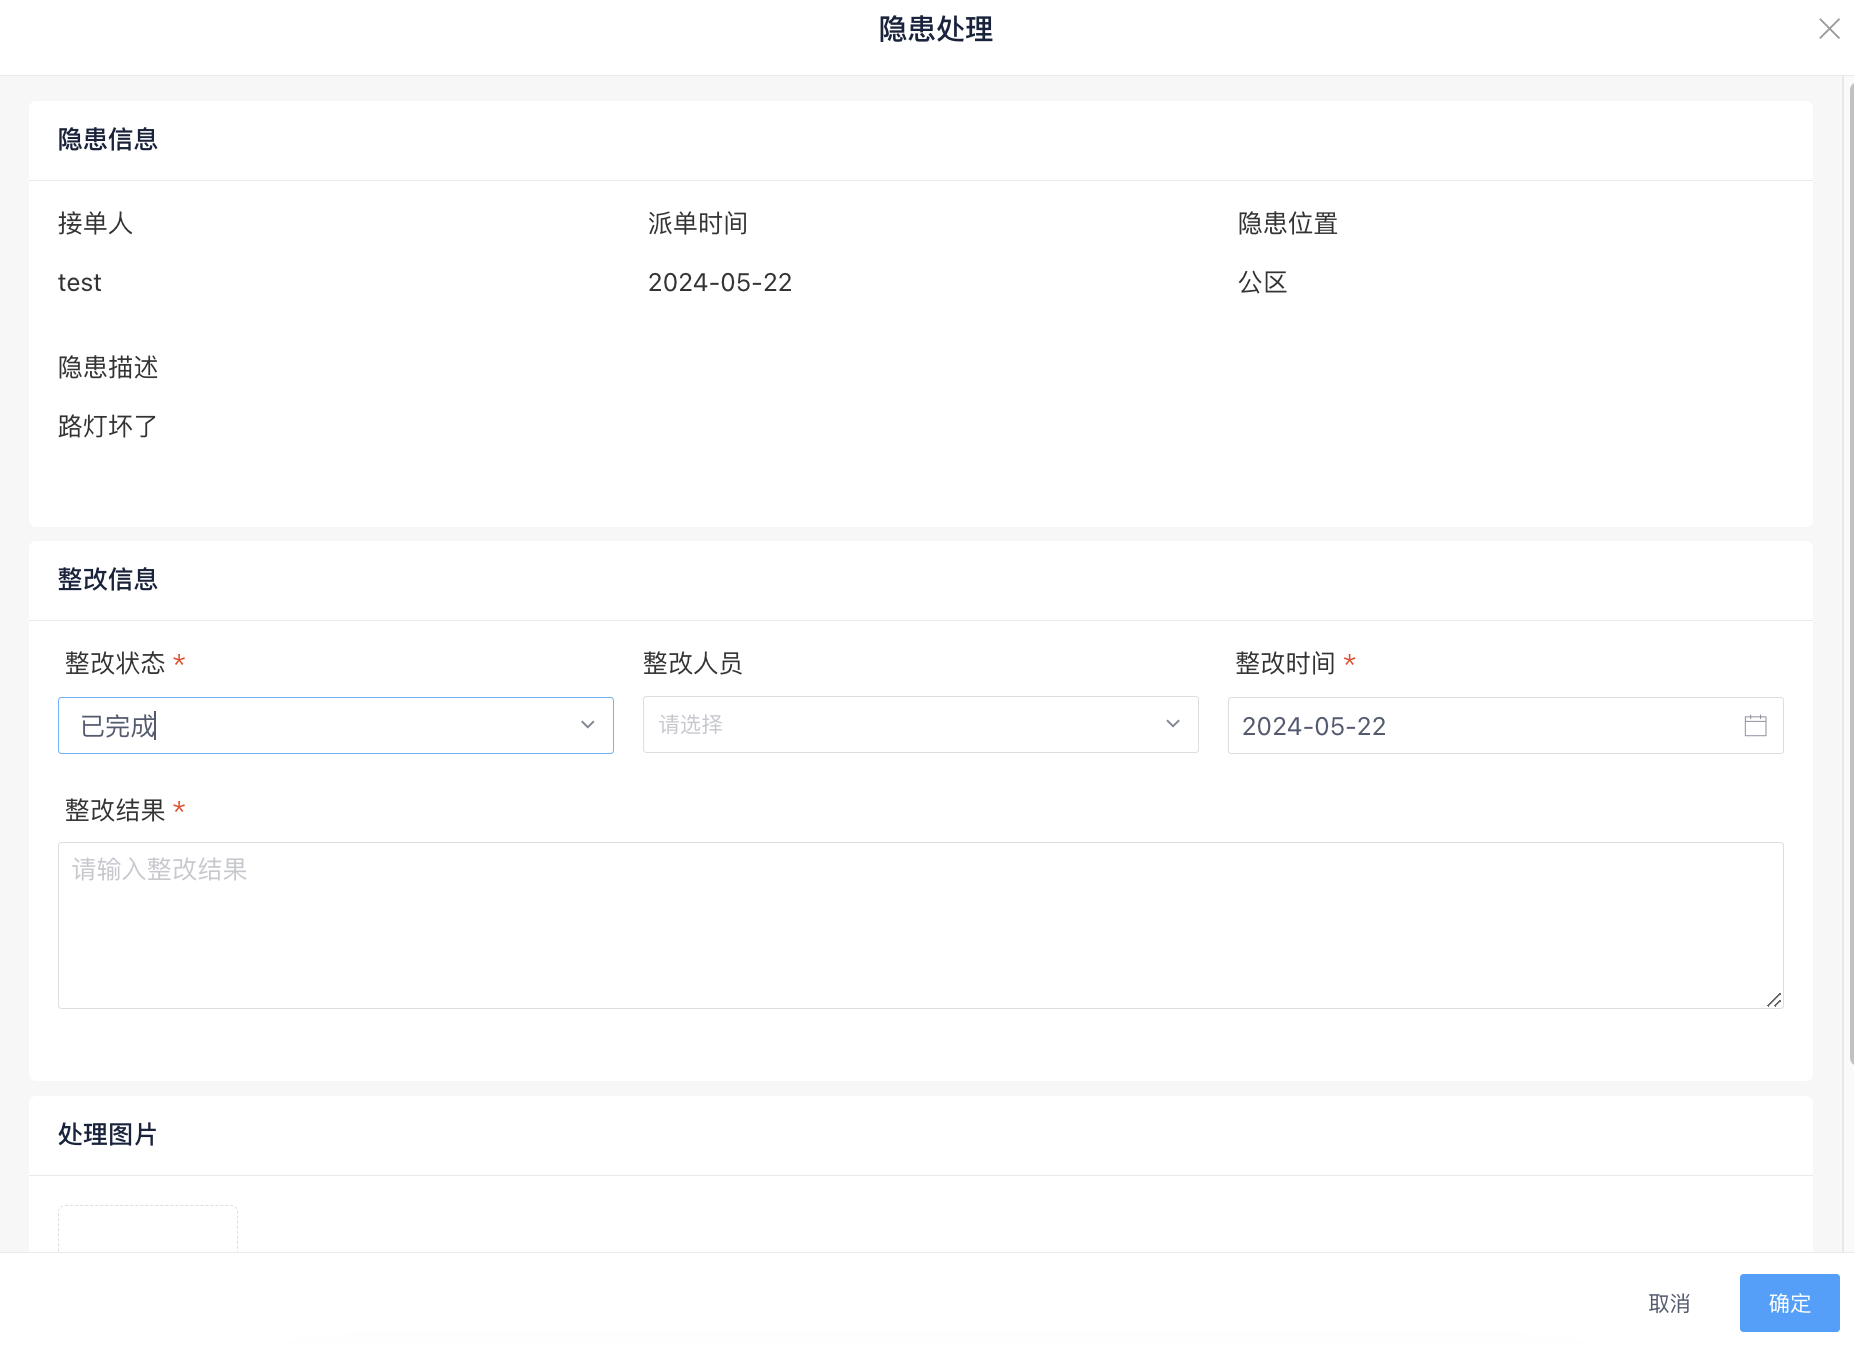 隐患处理
隐患信息
接单人 派单时间 隐患位置
test 2024-05-22 公区
隐患描述
路灯坏了
整改信息
整改状态 * 整改人员 整改时间 *
已完成 请选择 2024-05-22
整改结果 *
请输入整改结果
处理图片
取消 确定